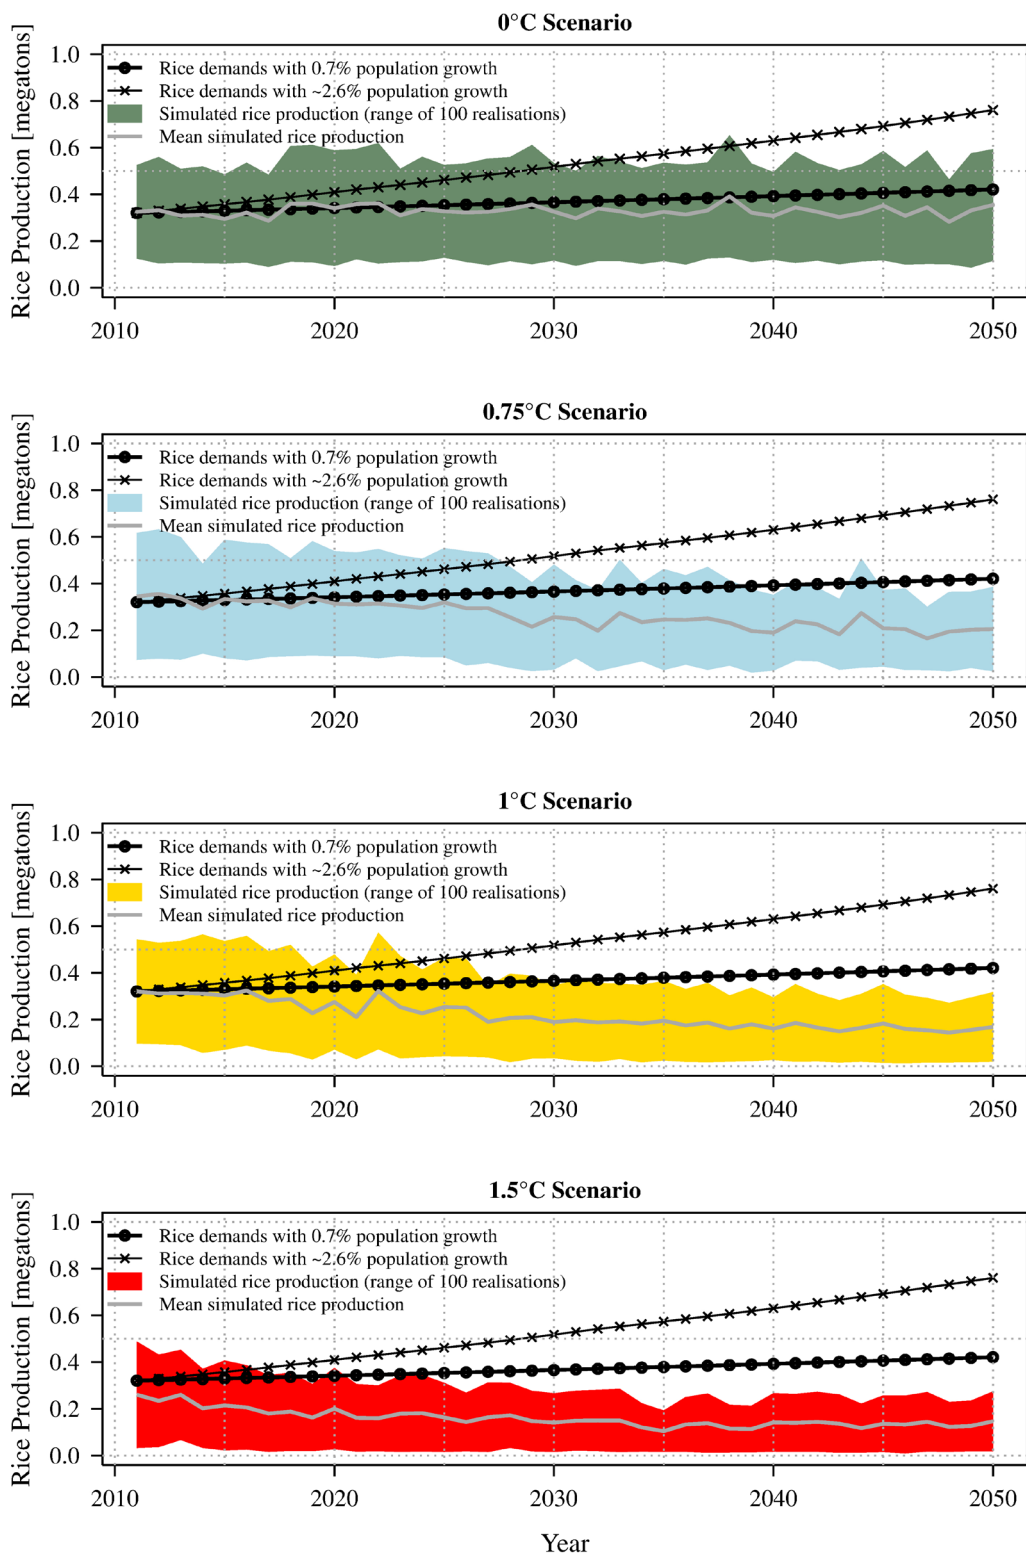 0°C Scenario
Rice Production [megatons]
1.0
0.8
0.6
0.4
0.2
0.0
Rice demands with 0.7% population growth
Rice demands with ~2.6% population growth
Simulated rice production (range of 100 realisations)
Mean simulated rice production
2010 2020 2030 2040 2050
0.75°C Scenario
Rice Production [megatons]
1.0
0.8
0.6
0.4
0.2
0.0
Rice demands with 0.7% population growth
Rice demands with ~2.6% population growth
Simulated rice production (range of 100 realisations)
Mean simulated rice production
2010 2020 2030 2040 2050
1°C Scenario
Rice Production [megatons]
1.0
0.8
0.6
0.4
0.2
0.0
Rice demands with 0.7% population growth
Rice demands with ~2.6% population growth
Simulated rice production (range of 100 realisations)
Mean simulated rice production
2010 2020 2030 2040 2050
1.5°C Scenario
Rice Production [megatons]
1.0
0.8
0.6
0.4
0.2
0.0
Rice demands with 0.7% population growth
Rice demands with ~2.6% population growth
Simulated rice production (range of 100 realisations)
Mean simulated rice production
2010 2020 2030 2040 2050
Year